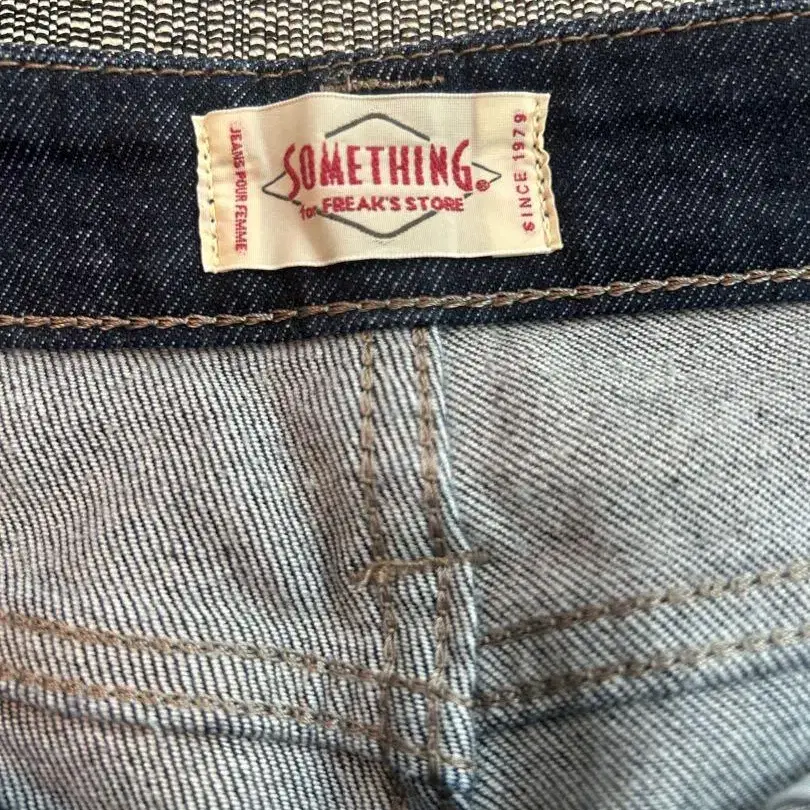 JEANS POUR FEMME
SOMETHING®
for FREAK'S STORE
SINCE 1979